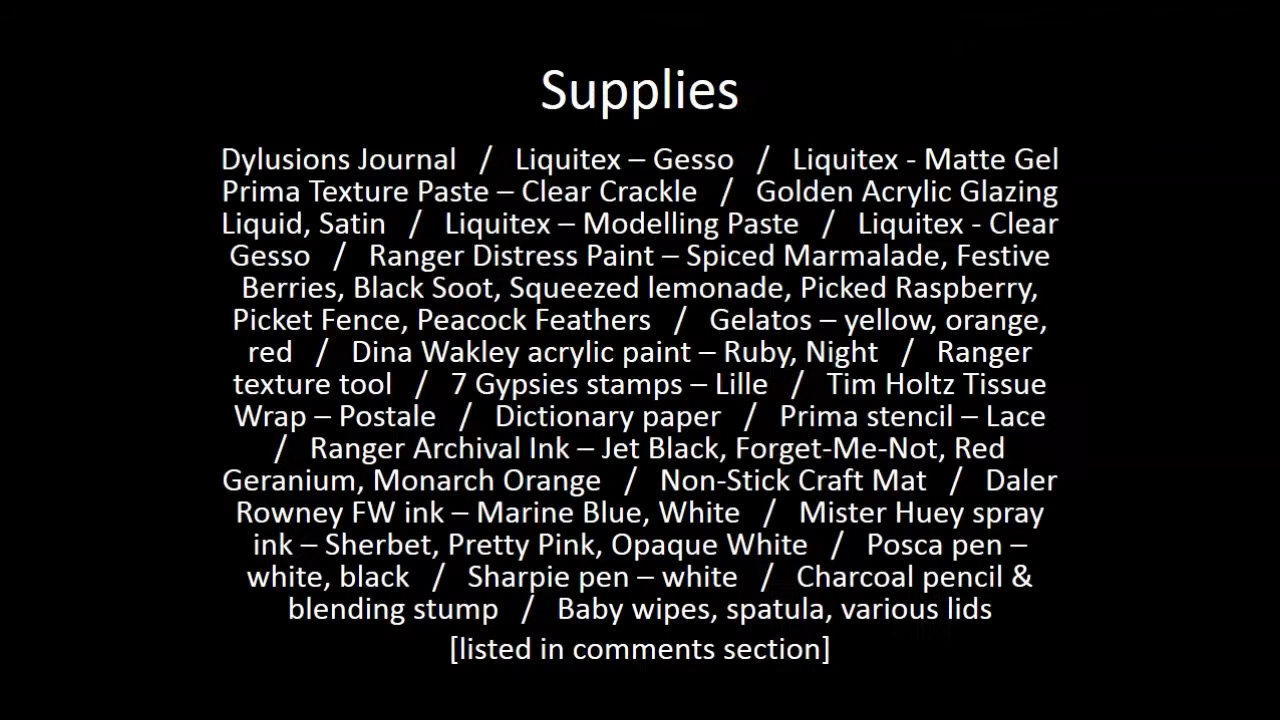 Supplies
Dylusions Journal / Liquitex – Gesso / Liquitex - Matte Gel
Prima Texture Paste – Clear Crackle / Golden Acrylic Glazing
Liquid, Satin / Liquitex – Modelling Paste / Liquitex - Clear
Gesso / Ranger Distress Paint – Spiced Marmalade, Festive
Berries, Black Soot, Squeezed lemonade, Picked Raspberry,
Picket Fence, Peacock Feathers / Gelatos – yellow, orange,
red / Dina Wakley acrylic paint – Ruby, Night / Ranger
texture tool / 7 Gypsies stamps – Lille / Tim Holtz Tissue
Wrap – Postale / Dictionary paper / Prima stencil – Lace
/ Ranger Archival Ink – Jet Black, Forget-Me-Not, Red
Geranium, Monarch Orange / Non-Stick Craft Mat / Daler
Rowney FW ink – Marine Blue, White / Mister Huey spray
ink – Sherbet, Pretty Pink, Opaque White / Posca pen –
white, black / Sharpie pen – white / Charcoal pencil &
blending stump / Baby wipes, spatula, various lids
[listed in comments section]